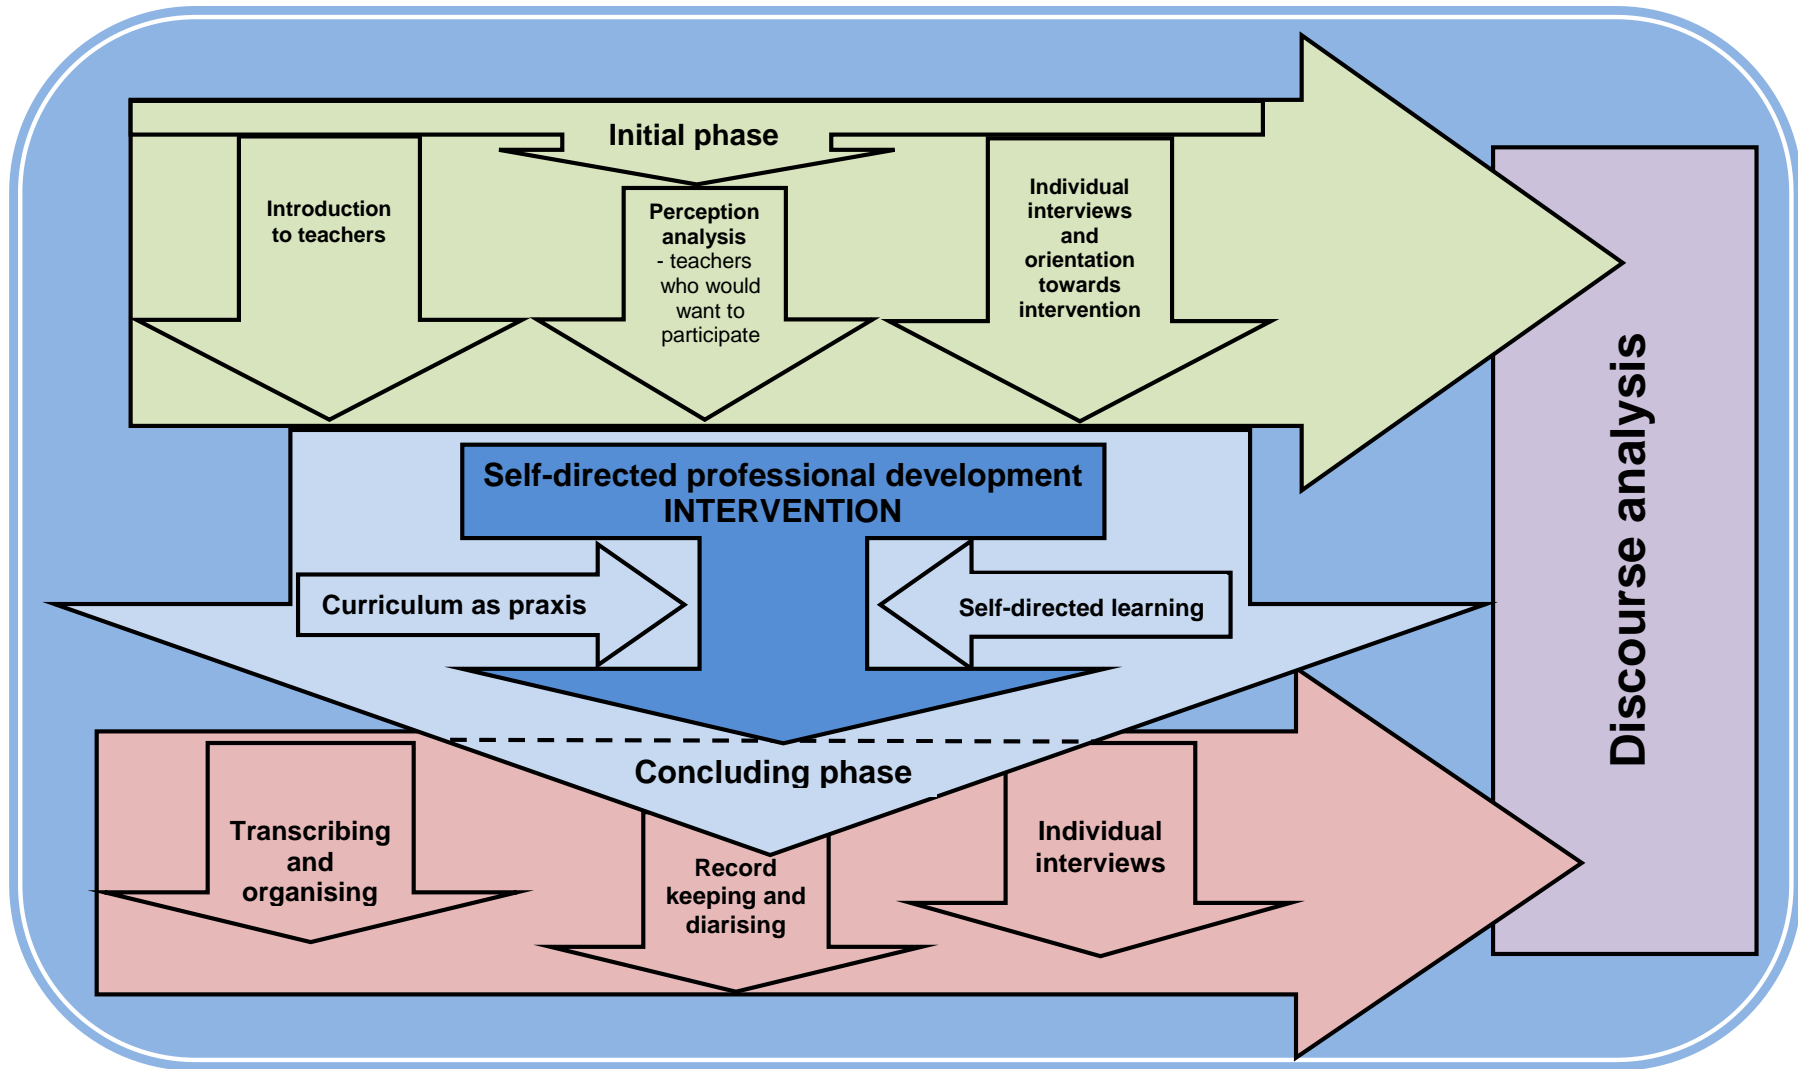 Initial phase
Introduction
to teachers
Perception
analysis
- teachers
who would
want to
participate
Individual
interviews
and
orientation
towards
intervention
Self-directed professional development
INTERVENTION
Curriculum as praxis
Self-directed learning
Concluding phase
Transcribing
and
organising
Record
keeping and
diarising
Individual
interviews
Discourse analysis